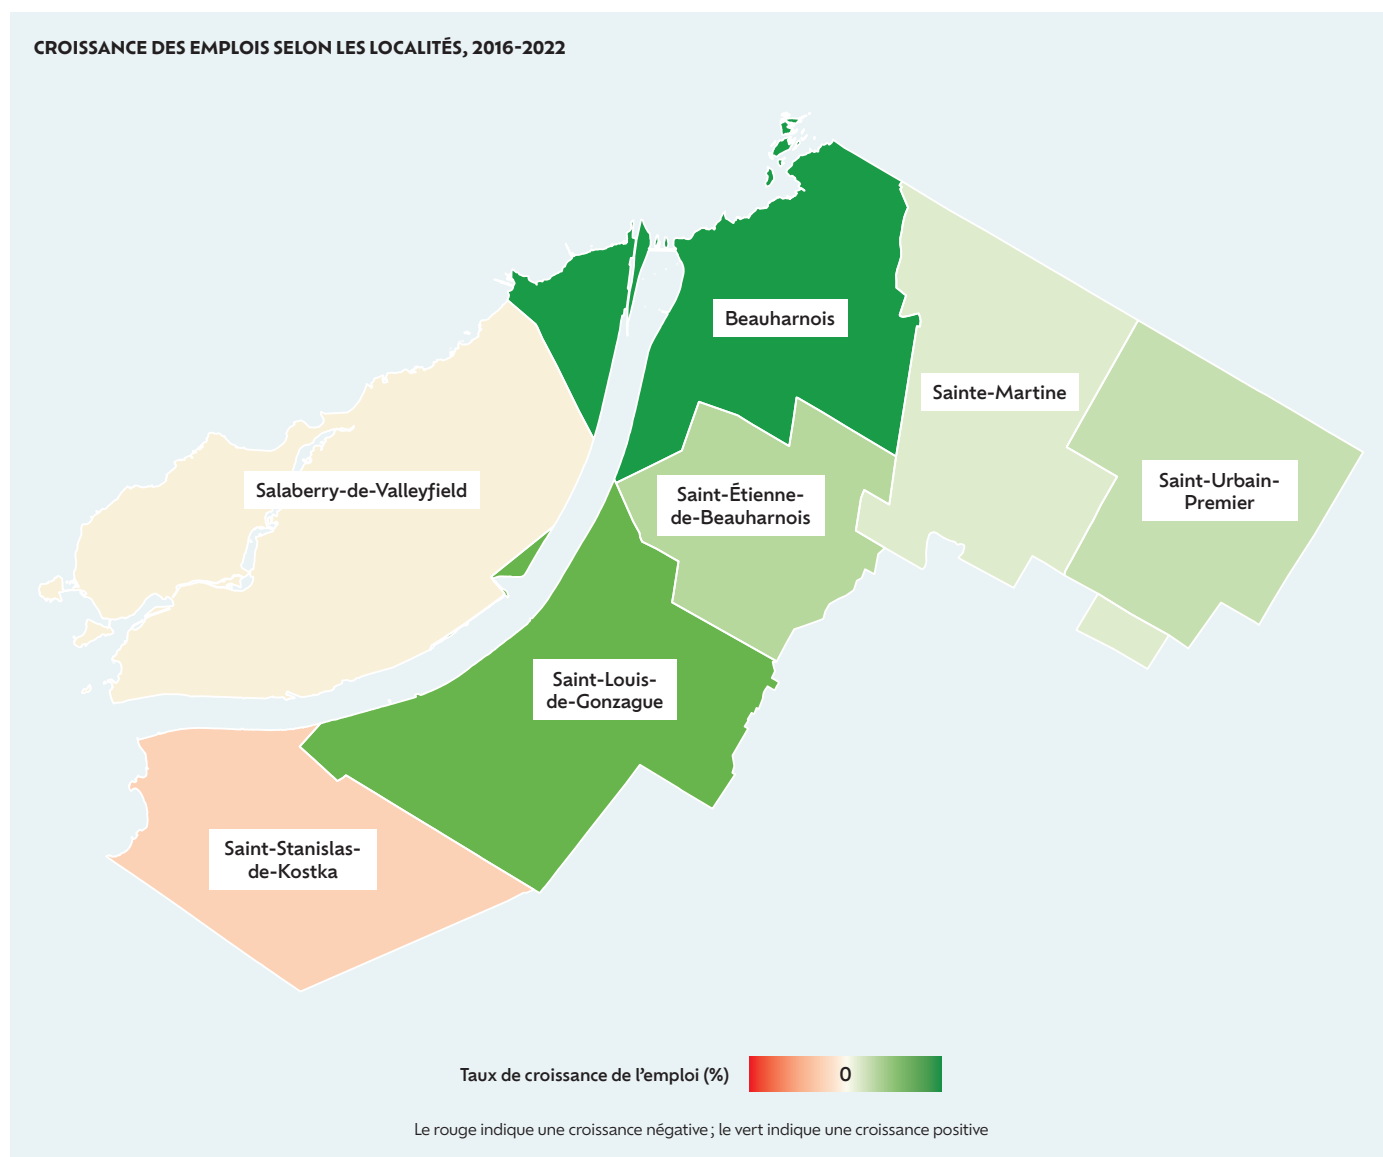 CROISSANCE DES EMPLOIS SELON LES LOCALITÉS, 2016-2022
Beauharnois
Sainte-Martine
Salaberry-de-Valleyfield
Saint-Étienne-
de-Beauharnois
Saint-Urbain-
Premier
Saint-Louis-
de-Gonzague
Saint-Stanislas-
de-Kostka
Taux de croissance de l'emploi (%) 0
Le rouge indique une croissance négative ; le vert indique une croissance positive